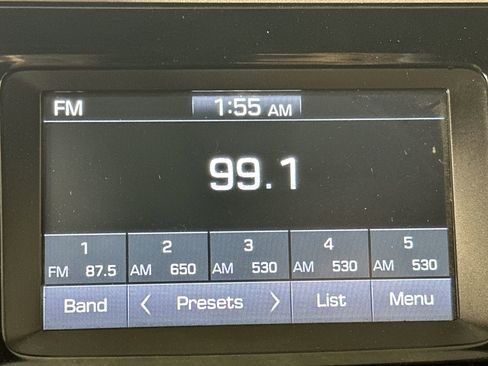 FM 1:55 AM
99.1
1 2 3 4 5
FM 87.5 AM 650 AM 530 AM 530 AM 530
Band < Presets > List Menu